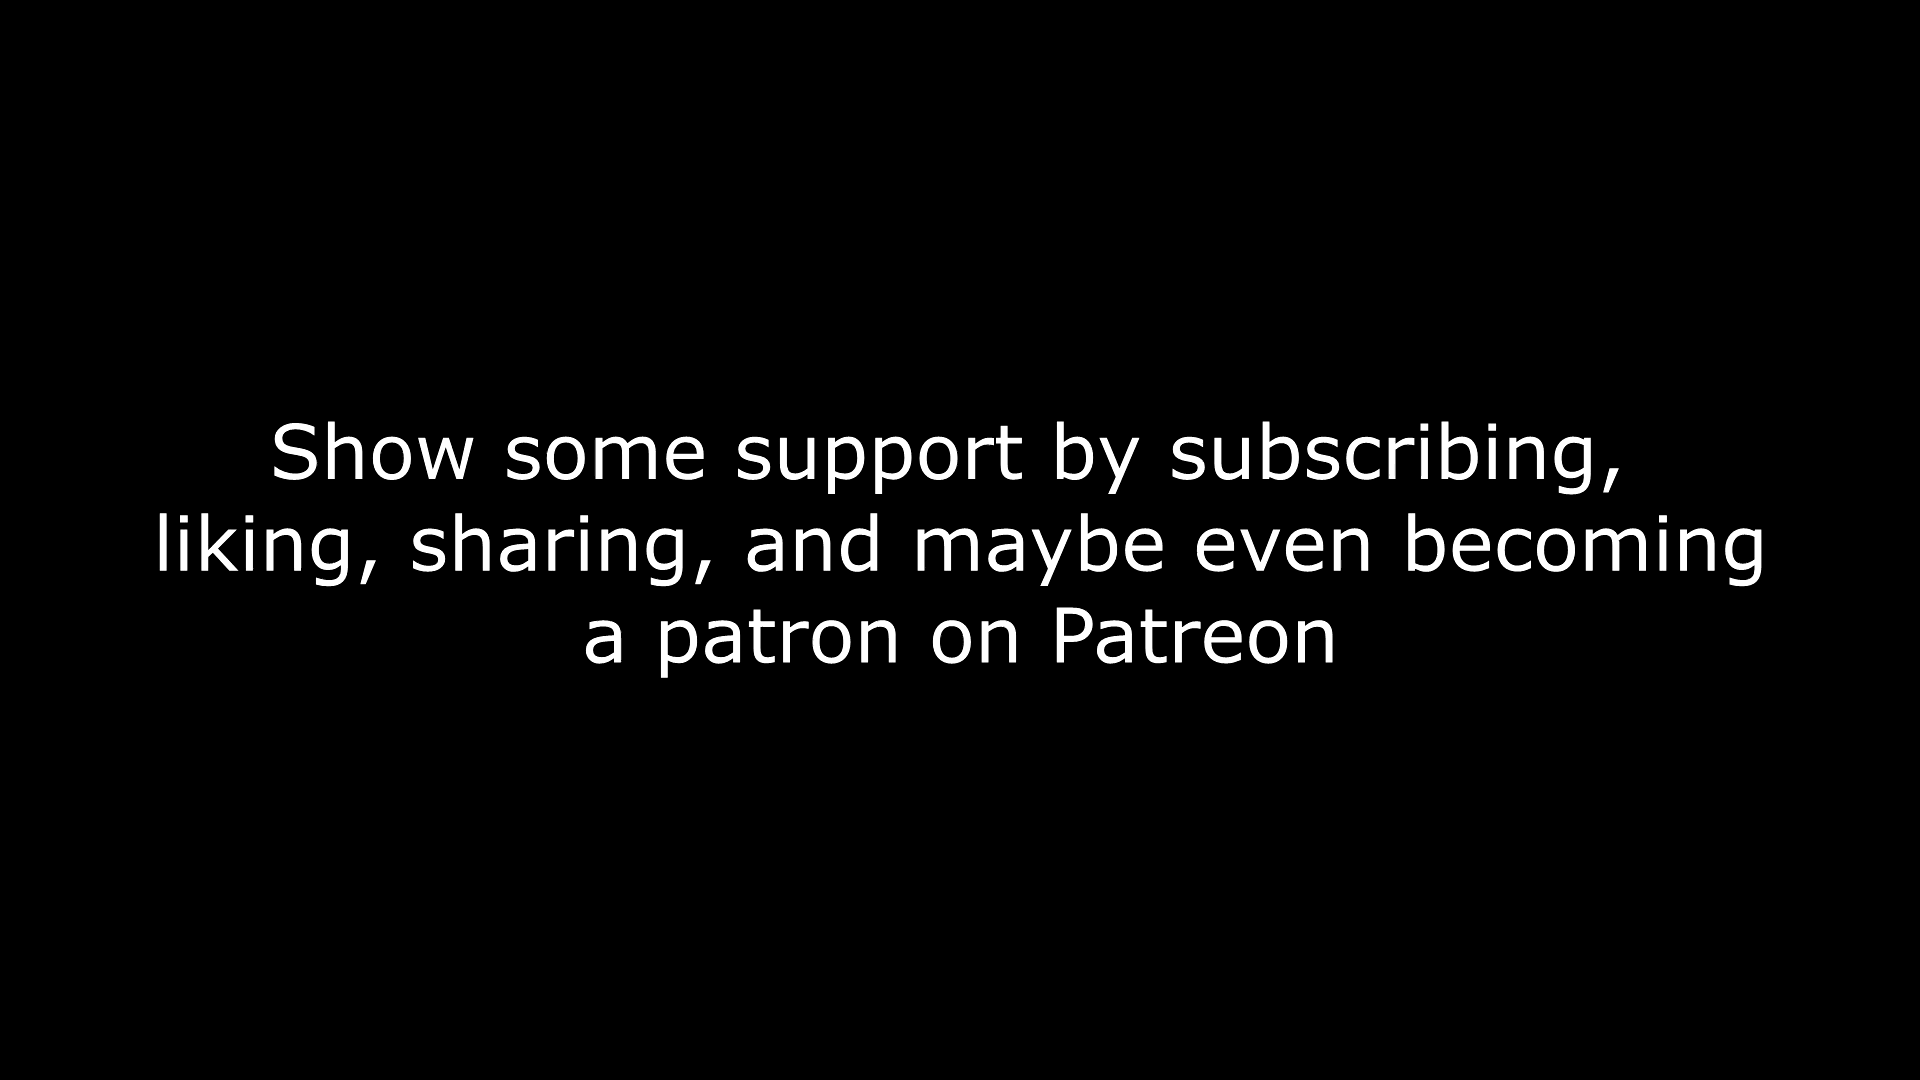 Show some support by subscribing,
liking, sharing, and maybe even becoming
a patron on Patreon